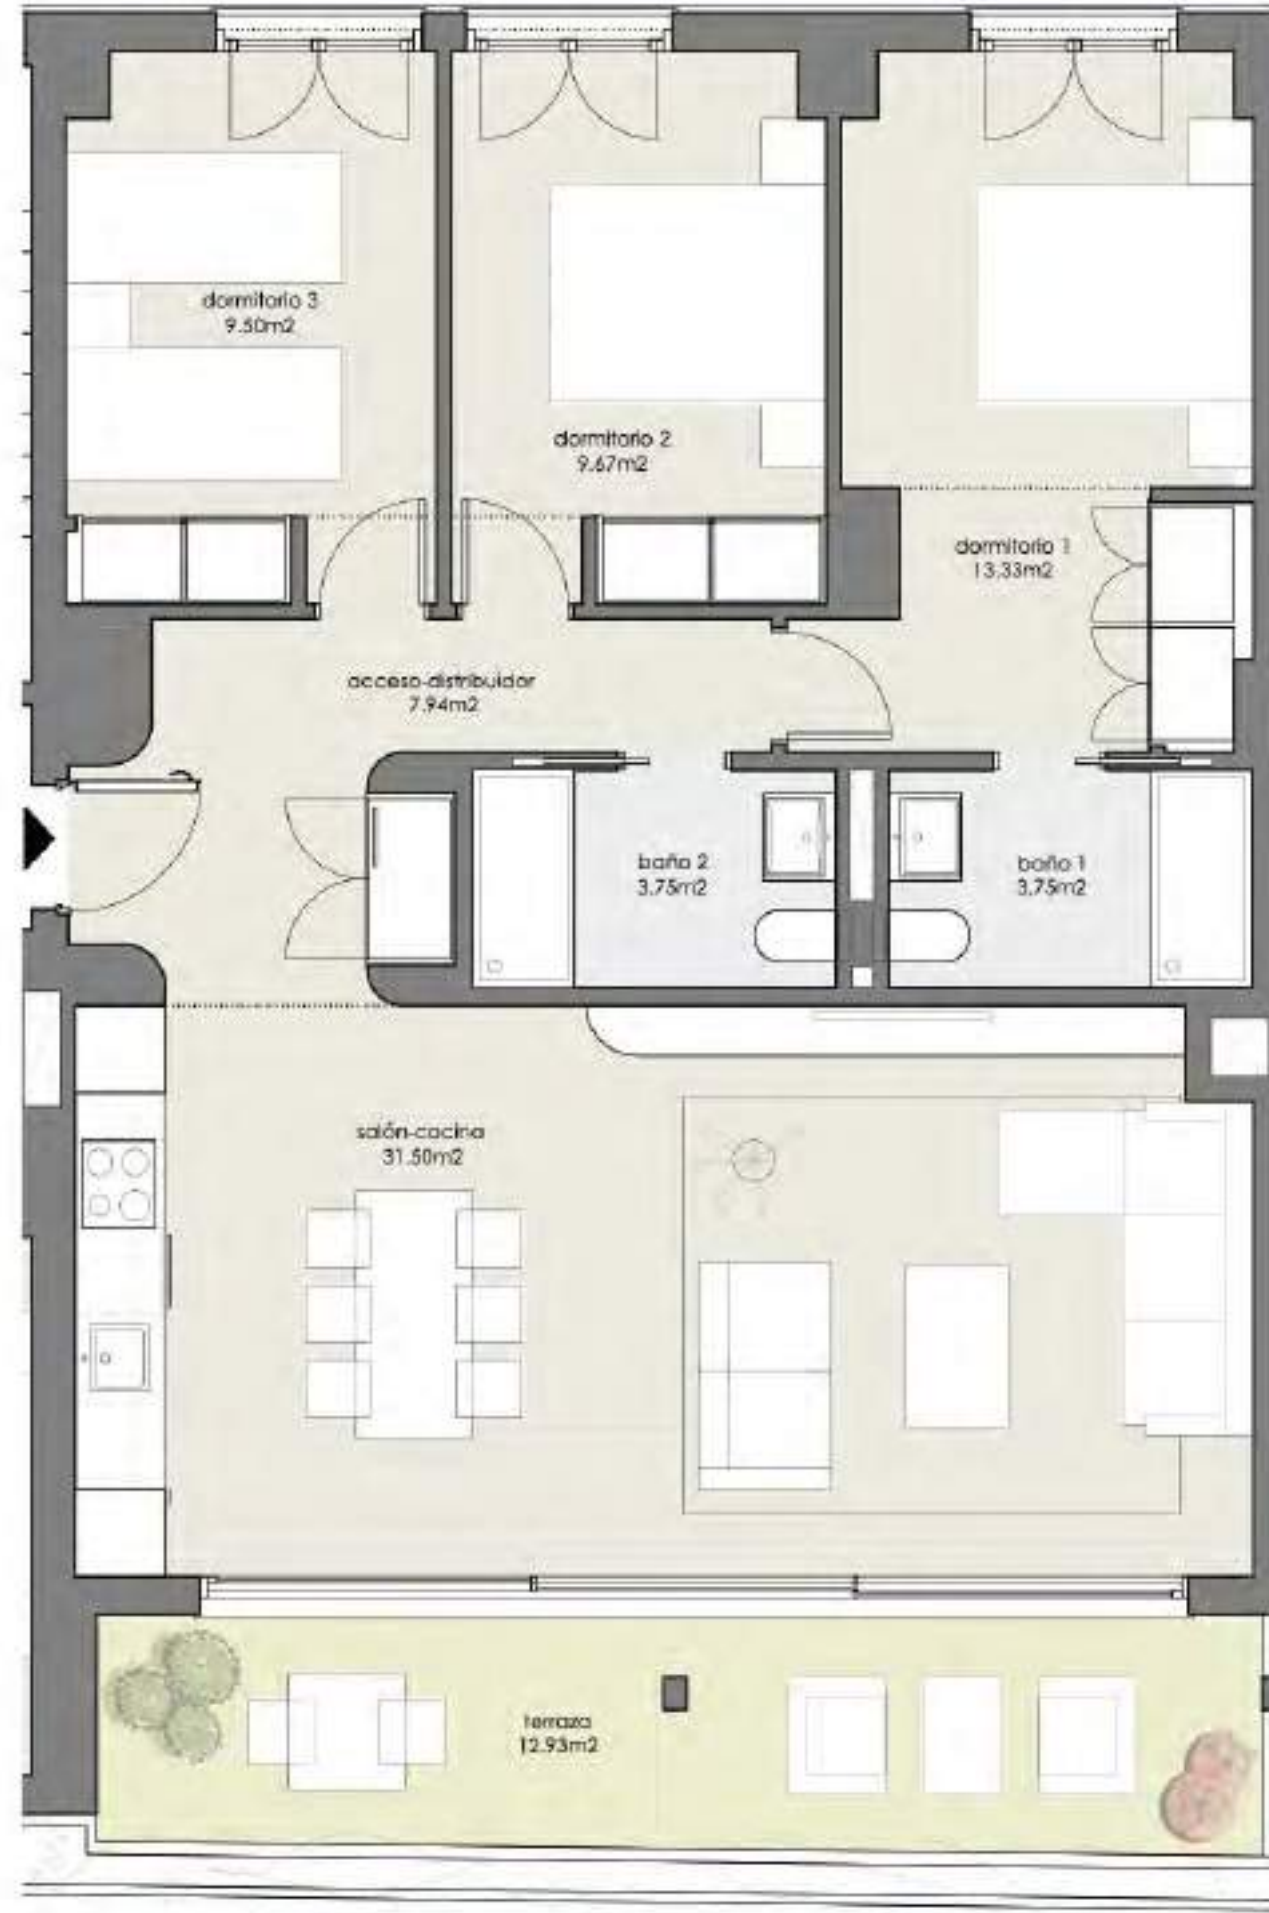 dormitorio 3
9.50m2
dormitorio 2
9.67m2
dormitorio 1
13.33m2
acceso-distribuidor
7.94m2
baño 2
3.75m2
baño 1
3.75m2
salón-cocina
31.50m2
terraza
12.93m2